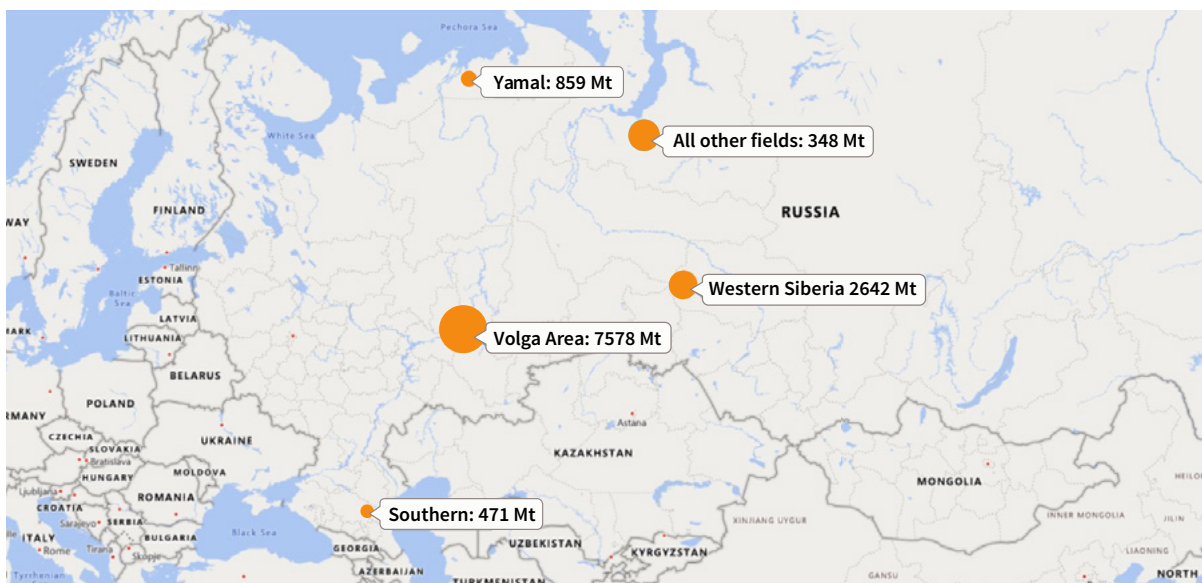 Pechora Sea
Yamal: 859 Mt
White Sea
All other fields: 348 Mt
SWEDEN
FINLAND
RUSSIA
WAY
Tallinn
ESTONIA
Baltic
Sea
Western Siberia 2642 Mt
LATVIA
MARK
LITHUANIA
Volga Area: 7578 Mt
BELARUS
POLAND
RMANY
Astana
CZECHIA
UKRAINE
SLOVAKIA
Bratislava
KAZAKHSTAN
MOLDOVA
HUNGARY
MONGOLIA
HEILO
Ljubljana
ROMANIA
CROATIA
Southern: 471 Mt
INNER MONGOLIA
JILIN
XINJIANG UYGUR
Sarajevo
SERBIA
BULGARIA
Black Sea
ITALY
UZBEKISTAN
GEORGIA
KYRGYZSTAN
LIAONING
Rome
Tirana
Skopje
AZERBAIJAN
TURKMENISTAN
GANSU
NORTH
Tyrrhenian